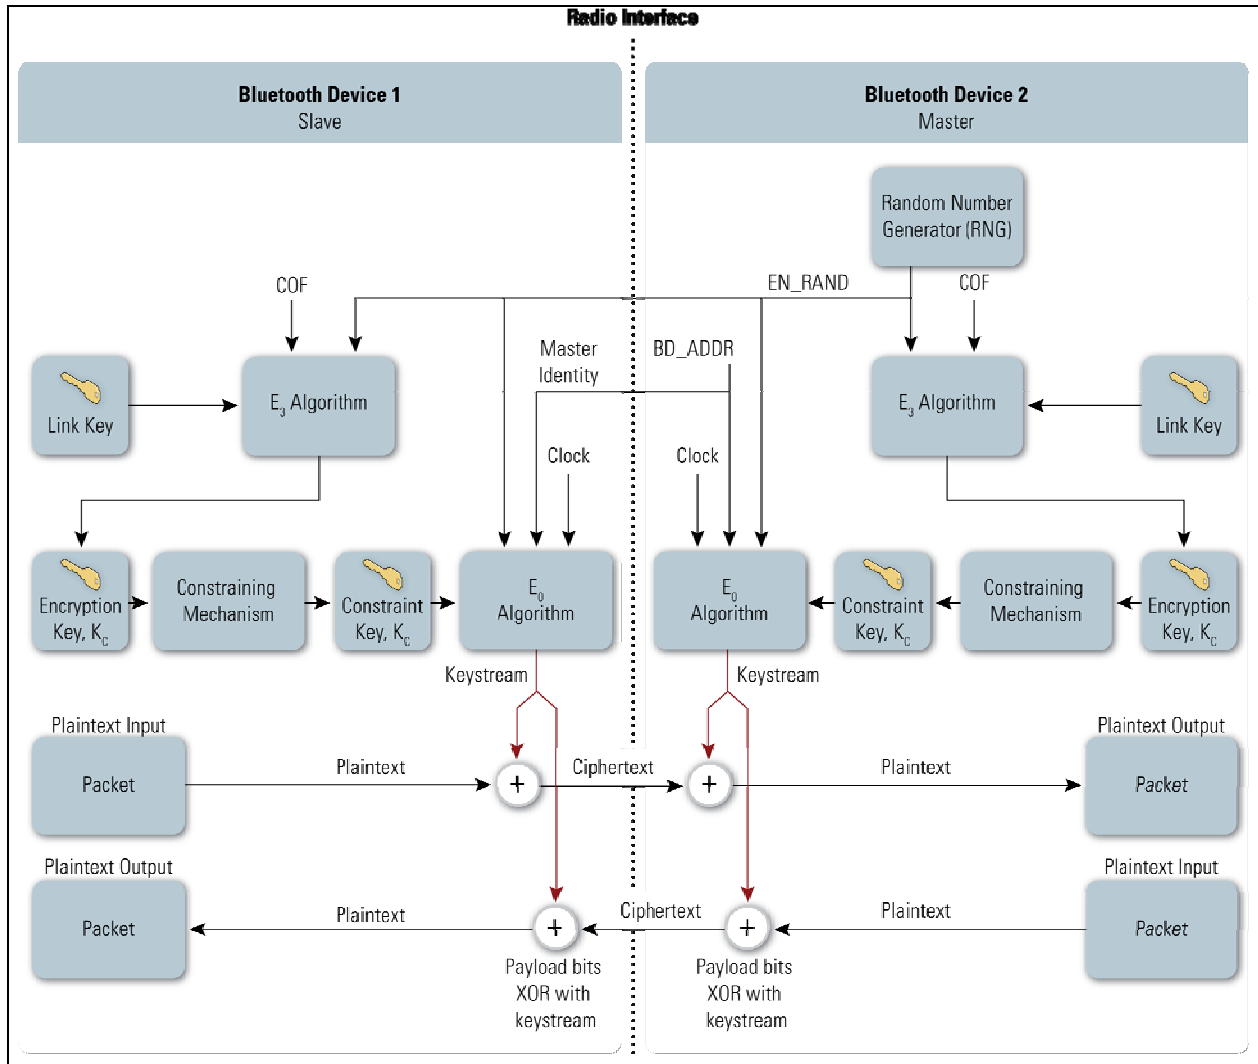 Radio Interface
Bluetooth Device 1
Slave
Bluetooth Device 2
Master
Random Number
Generator (RNG)
COF
EN_RAND
COF
Master
Identity
BD_ADDR
Link Key
E3 Algorithm
E3 Algorithm
Link Key
Clock
Clock
Encryption
Key, KC
Constraining
Mechanism
Constraint
Key, KC
E0
Algorithm
E0
Algorithm
Constraint
Key, KC
Constraining
Mechanism
Encryption
Key, KC
Keystream
Keystream
Plaintext Input
Packet
Plaintext
Ciphertext
Plaintext
Plaintext Output
Packet
Plaintext Output
Packet
Plaintext
Ciphertext
Plaintext
Plaintext Input
Packet
Payload bits
XOR with
keystream
Payload bits
XOR with
keystream
+
+
+
+